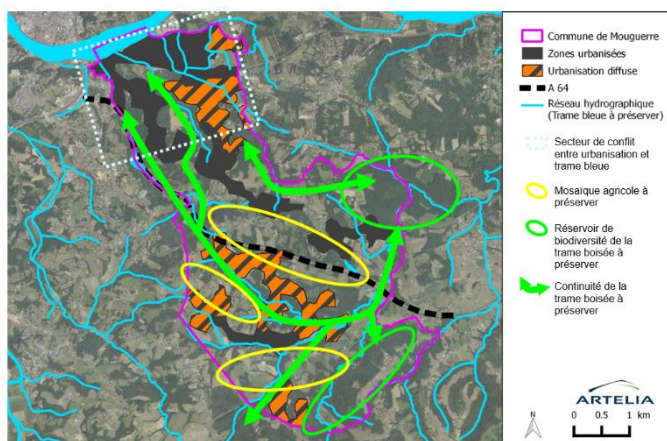 Commune de Mouguerre
Zones urbanisées
Urbanisation diffuse
A 64
Réseau hydrographique
(Trame bleue à préserver)
Secteur de conflit
entre urbanisation et
trame bleue
Mosaïque agricole à
préserver
Réservoir de
biodiversité de la
trame boisée à
préserver
Continuité de la
trame boisée à
préserver
ARTELIA
N
0 0.5 1 km